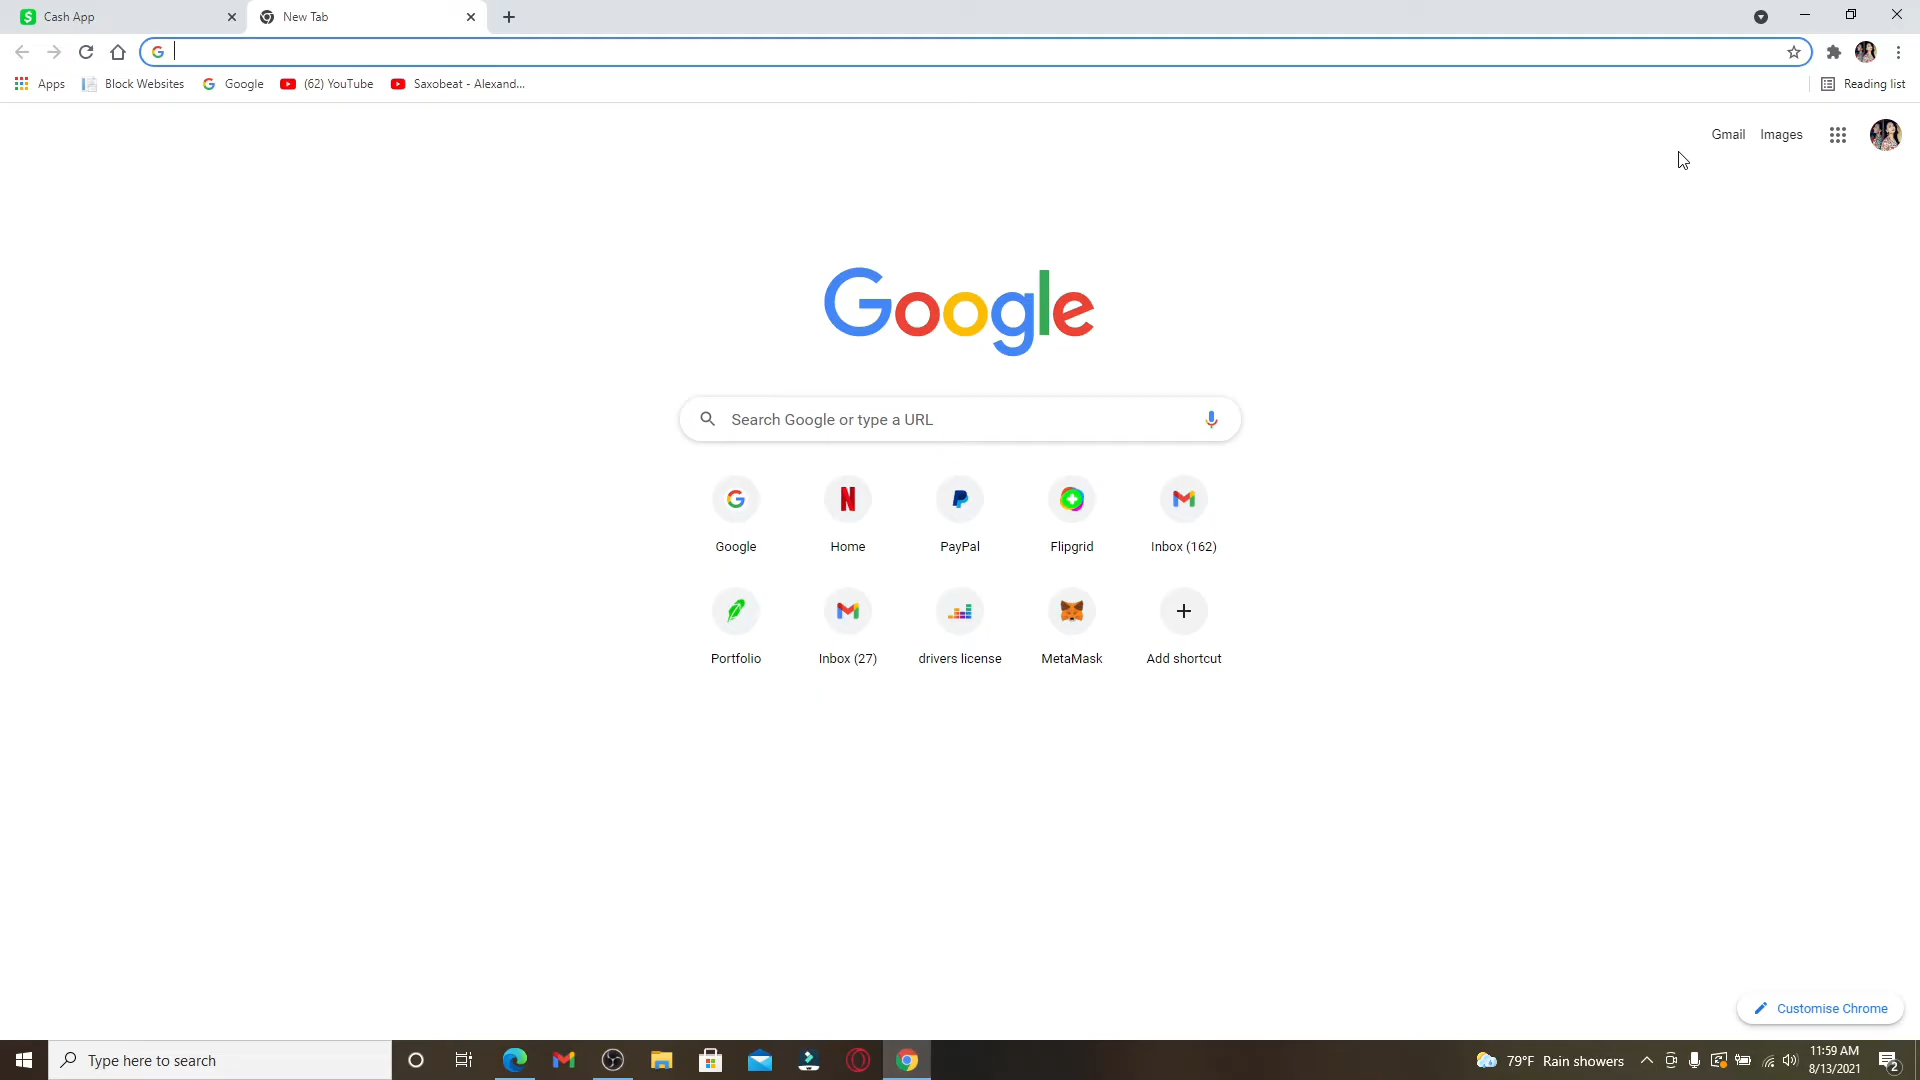 Cash App
New Tab
Apps
Block Websites
Google
(62) YouTube
Saxobeat - Alexand...
Reading list
Gmail
Images
Google
Search Google or type a URL
Google
Home
PayPal
Flipgrid
Inbox (162)
Portfolio
Inbox (27)
drivers license
MetaMask
Add shortcut
Customise Chrome
Type here to search
79°F Rain showers
11:59 AM
8/13/2021
2